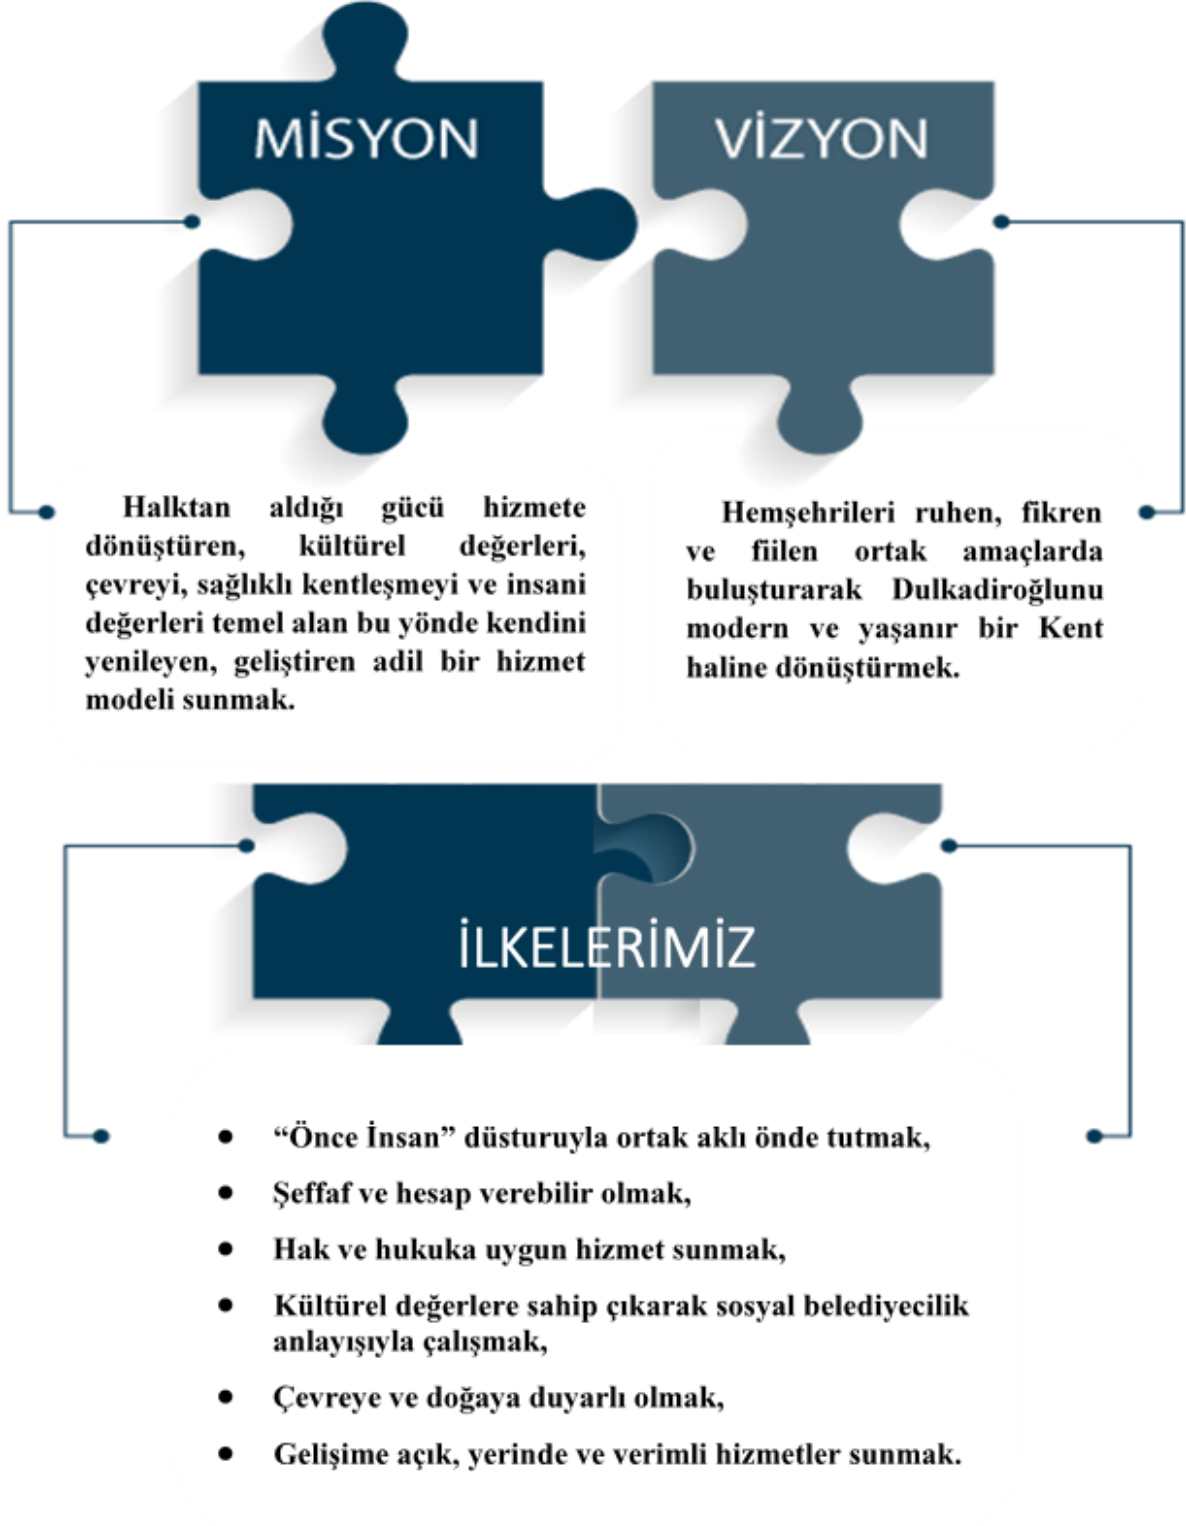 MİSYON
VİZYON
Halktan aldığı gücü hizmete
dönüştüren, kültürel değerleri,
çevreyi, sağlıklı kentleşmeyi ve insani
değerleri temel alan bu yönde kendini
yenileyen, geliştiren adil bir hizmet
modeli sunmak.
Hemşehrileri ruhen, fikren
ve fiilen ortak amaçlarda
buluşturarak Dulkadiroğlunu
modern ve yaşanır bir Kent
haline dönüştürmek.
İLKELERİMİZ
● “Önce İnsan” düsturuyla ortak aklı önde tutmak,
● Şeffaf ve hesap verebilir olmak,
● Hak ve hukuka uygun hizmet sunmak,
● Kültürel değerlere sahip çıkarak sosyal belediyecilik
anlayışıyla çalışmak,
● Çevreye ve doğaya duyarlı olmak,
● Gelişime açık, yerinde ve verimli hizmetler sunmak.